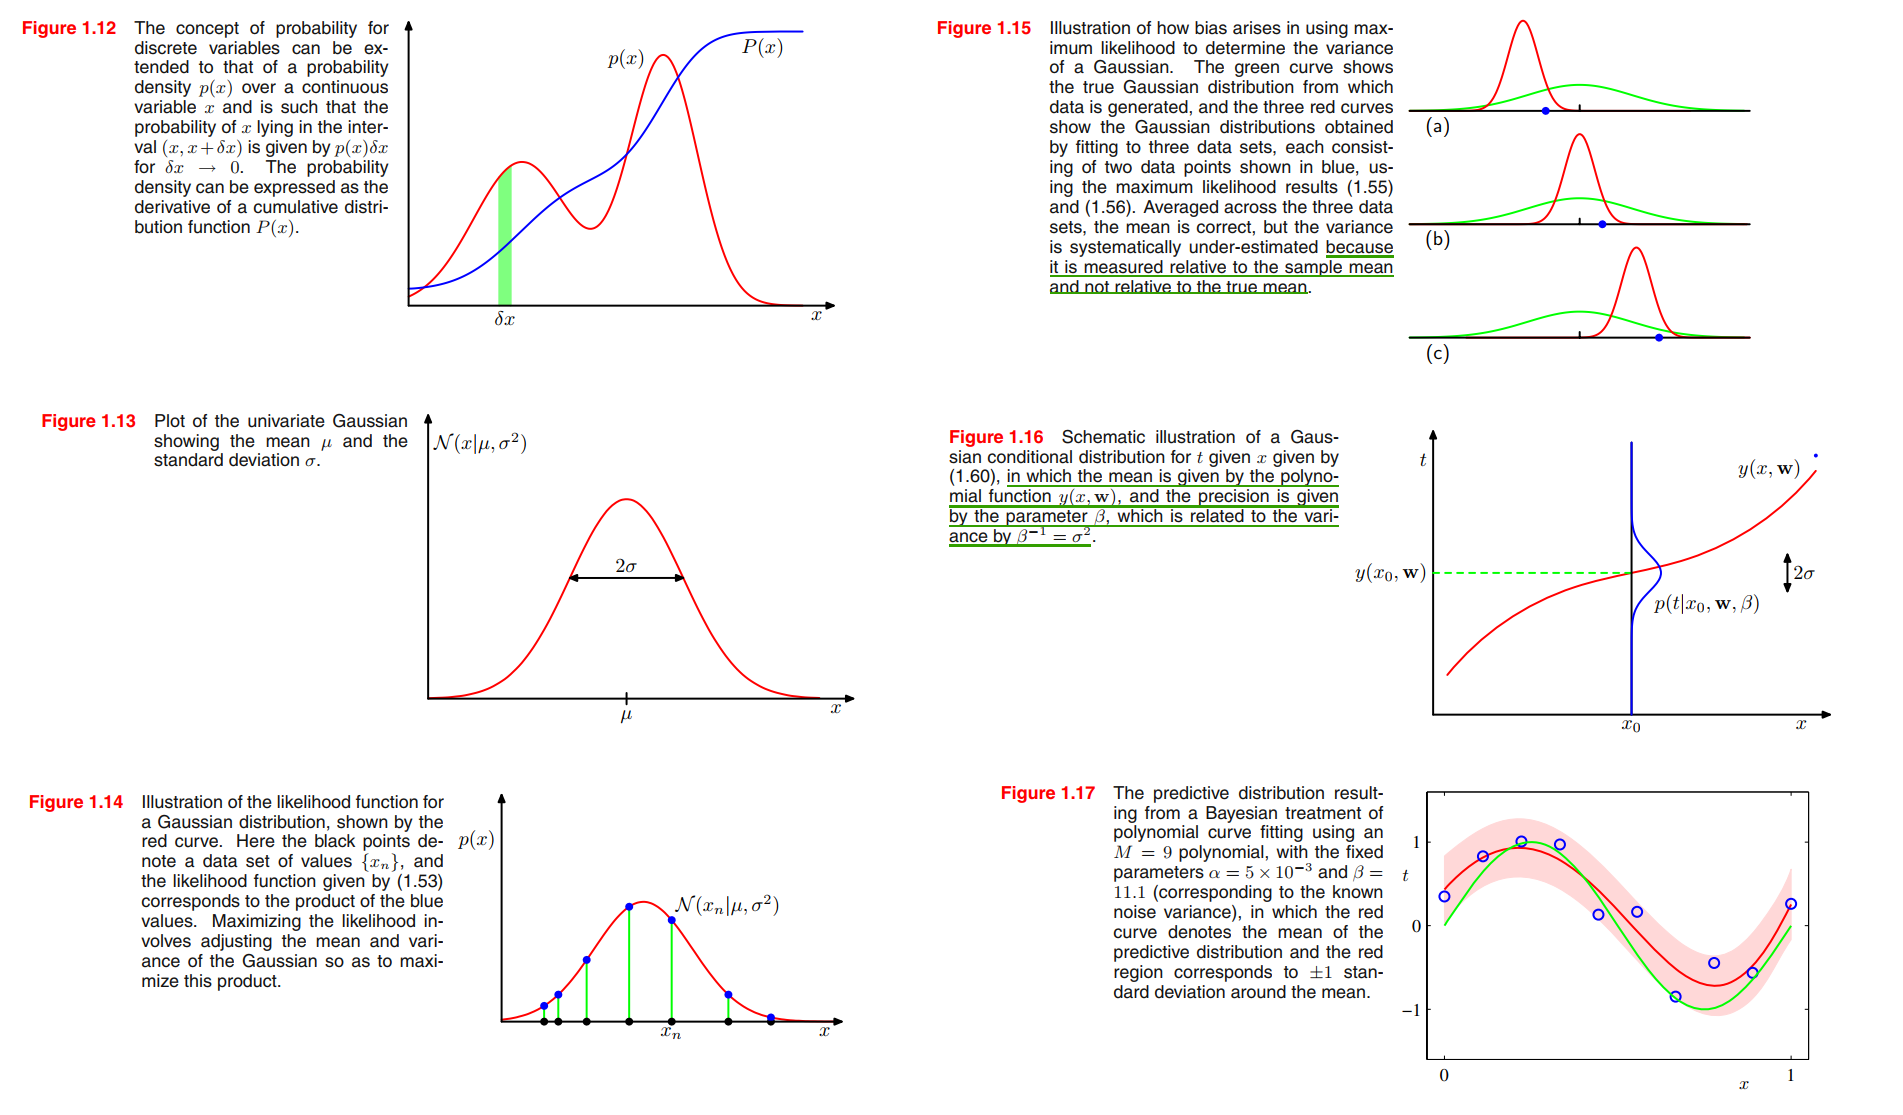 Figure 1.12 The concept of probability for
discrete variables can be ex-
tended to that of a probability
density p(x) over a continuous
variable x and is such that the
probability of x lying in the inter-
val (x, x+δx) is given by p(x)δx
for δx → 0. The probability
density can be expressed as the
derivative of a cumulative distri-
bution function P(x).
p(x)
P(x)
δx
x
Figure 1.13 Plot of the univariate Gaussian
showing the mean μ and the
standard deviation σ.
N(x|μ, σ²)
2σ
μ
x
Figure 1.14 Illustration of the likelihood function for
a Gaussian distribution, shown by the
red curve. Here the black points de-
note a data set of values {xₙ}, and
the likelihood function given by (1.53)
corresponds to the product of the blue
values. Maximizing the likelihood in-
volves adjusting the mean and vari-
ance of the Gaussian so as to maxi-
mize this product.
p(x)
N(xₙ|μ, σ²)
xₙ
x
Figure 1.15 Illustration of how bias arises in using max-
imum likelihood to determine the variance
of a Gaussian. The green curve shows
the true Gaussian distribution from which
data is generated, and the three red curves
show the Gaussian distributions obtained
by fitting to three data sets, each consist-
ing of two data points shown in blue, us-
ing the maximum likelihood results (1.55)
and (1.56). Averaged across the three data
sets, the mean is correct, but the variance
is systematically under-estimated because
it is measured relative to the sample mean
and not relative to the true mean.
(a)
(b)
(c)
Figure 1.16 Schematic illustration of a Gaus-
sian conditional distribution for t given x given by
(1.60), in which the mean is given by the polyno-
mial function y(x, w), and the precision is given
by the parameter β, which is related to the vari-
ance by β⁻¹ = σ².
t
y(x, w)
y(x₀, w)
2σ
p(t|x₀, w, β)
x₀
x
Figure 1.17 The predictive distribution result-
ing from a Bayesian treatment of
polynomial curve fitting using an
M = 9 polynomial, with the fixed
parameters α = 5 × 10⁻³ and β =
11.1 (corresponding to the known
noise variance), in which the red
curve denotes the mean of the
predictive distribution and the red
region corresponds to ±1 stan-
dard deviation around the mean.
1
t
0
−1
0
x
1